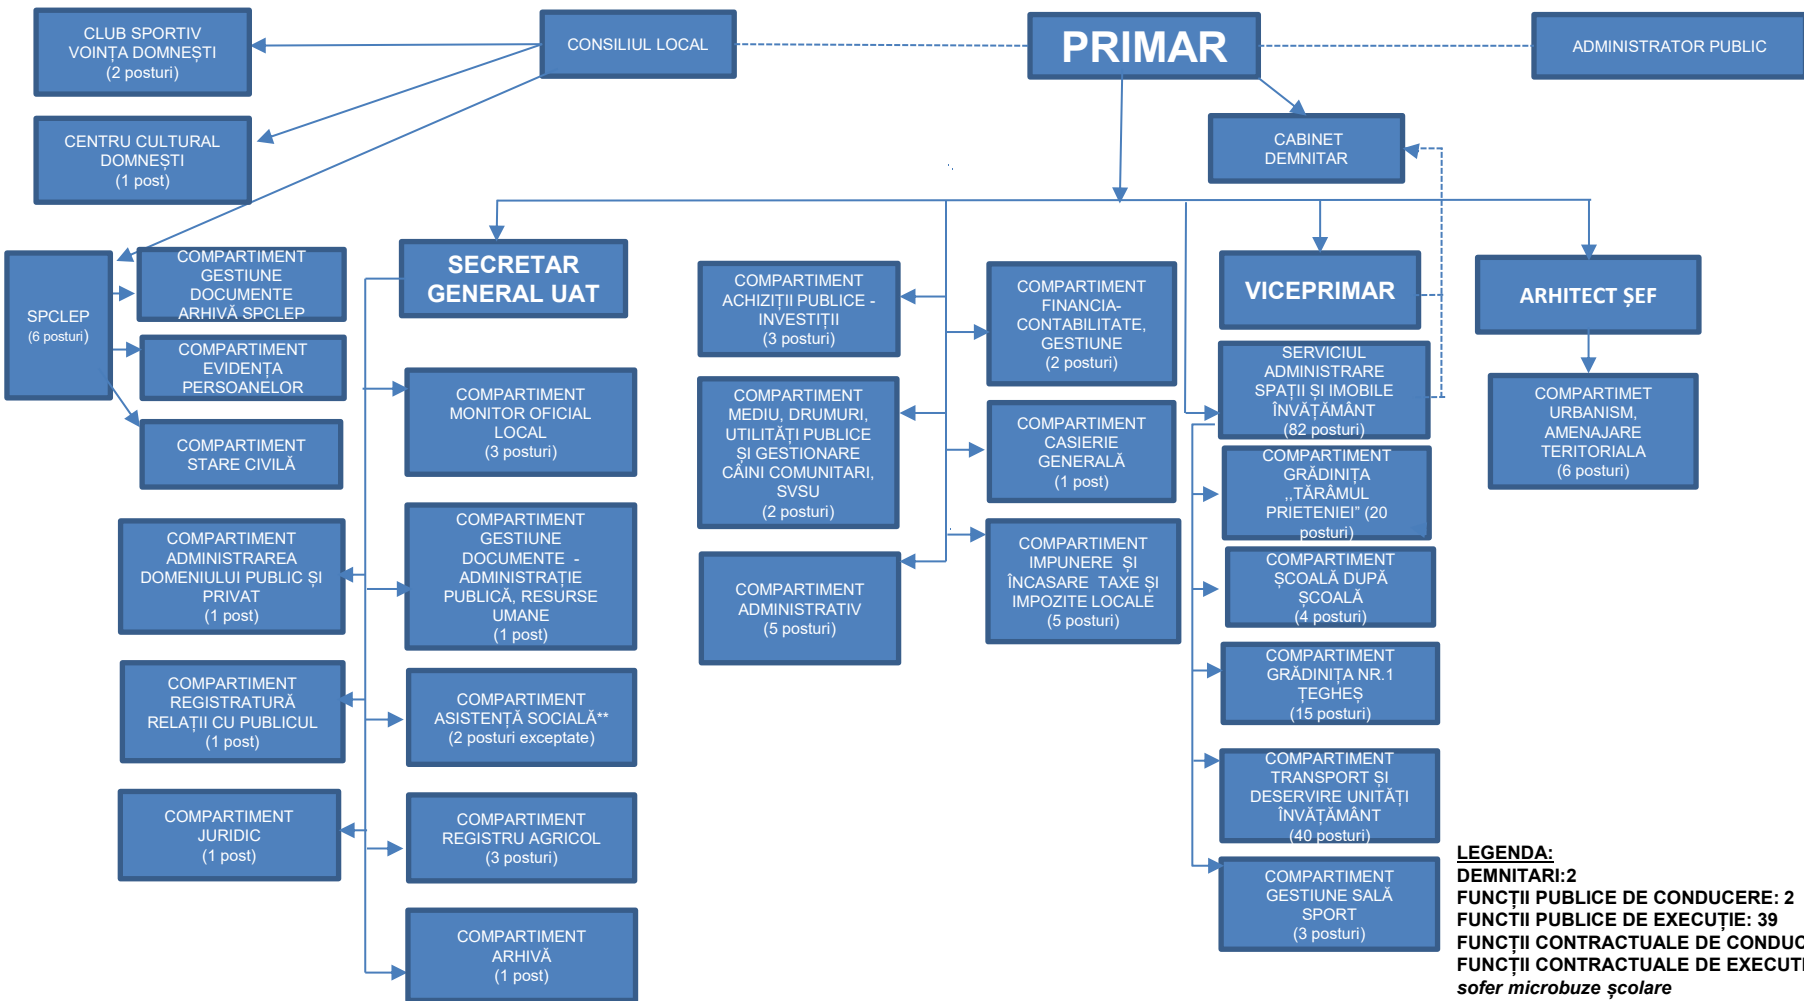 CLUB SPORTIV
VOINȚA DOMNEȘTI
(2 posturi)
CONSILIUL LOCAL
PRIMAR
ADMINISTRATOR PUBLIC
CENTRU CULTURAL
DOMNEȘTI
(1 post)
CABINET
DEMNITAR
SPCLEP
(6 posturi)
COMPARTIMENT
GESTIUNE
DOCUMENTE
ARHIVĂ SPCLEP
COMPARTIMENT
EVIDENȚA
PERSOANELOR
COMPARTIMENT
STARE CIVILĂ
SECRETAR
GENERAL UAT
COMPARTIMENT
MONITOR OFICIAL
LOCAL
(3 posturi)
COMPARTIMENT
ADMINISTRAREA
DOMENIULUI PUBLIC ȘI
PRIVAT
(1 post)
COMPARTIMENT
GESTIUNE
DOCUMENTE -
ADMINISTRAȚIE
PUBLICĂ, RESURSE
UMANE
(1 post)
COMPARTIMENT
REGISTRATURĂ
RELAȚII CU PUBLICUL
(1 post)
COMPARTIMENT
ASISTENȚĂ SOCIALĂ**
(2 posturi exceptate)
COMPARTIMENT
JURIDIC
(1 post)
COMPARTIMENT
REGISTRU AGRICOL
(3 posturi)
COMPARTIMENT
ARHIVĂ
(1 post)
COMPARTIMENT
ACHIZIȚII PUBLICE -
INVESTIȚII
(3 posturi)
COMPARTIMENT
FINANCIA-
CONTABILITATE,
GESTIUNE
(2 posturi)
COMPARTIMENT
MEDIU, DRUMURI,
UTILITĂȚI PUBLICE
ȘI GESTIONARE
CÂINI COMUNITARI,
SVSU
(2 posturi)
COMPARTIMENT
CASIERIE
GENERALĂ
(1 post)
COMPARTIMENT
ADMINISTRATIV
(5 posturi)
COMPARTIMENT
IMPUNERE ȘI
ÎNCASARE TAXE ȘI
IMPOZITE LOCALE
(5 posturi)
VICEPRIMAR
SERVICIUL
ADMINISTRARE
SPAȚII ȘI IMOBILE
ÎNVĂȚĂMÂNT
(82 posturi)
COMPARTIMENT
GRĂDINIȚA
,,TĂRÂMUL
PRIETENIEI” (20
posturi)
COMPARTIMENT
ȘCOALĂ DUPĂ
ȘCOALĂ
(4 posturi)
COMPARTIMENT
GRĂDINIȚA NR.1
ȚEGHEȘ
(15 posturi)
COMPARTIMENT
TRANSPORT ȘI
DESERVIRE UNITĂȚI
ÎNVĂȚĂMÂNT
(40 posturi)
COMPARTIMENT
GESTIUNE SALĂ
SPORT
(3 posturi)
ARHITECT ȘEF
COMPARTIMET
URBANISM,
AMENAJARE
TERITORIALA
(6 posturi)
LEGENDA:
DEMNITARI:2
FUNCȚII PUBLICE DE CONDUCERE: 2
FUNCTII PUBLICE DE EXECUȚIE: 39
FUNCȚII CONTRACTUALE DE CONDUC
FUNCȚII CONTRACTUALE DE EXECUTI
sofer microbuze școlare